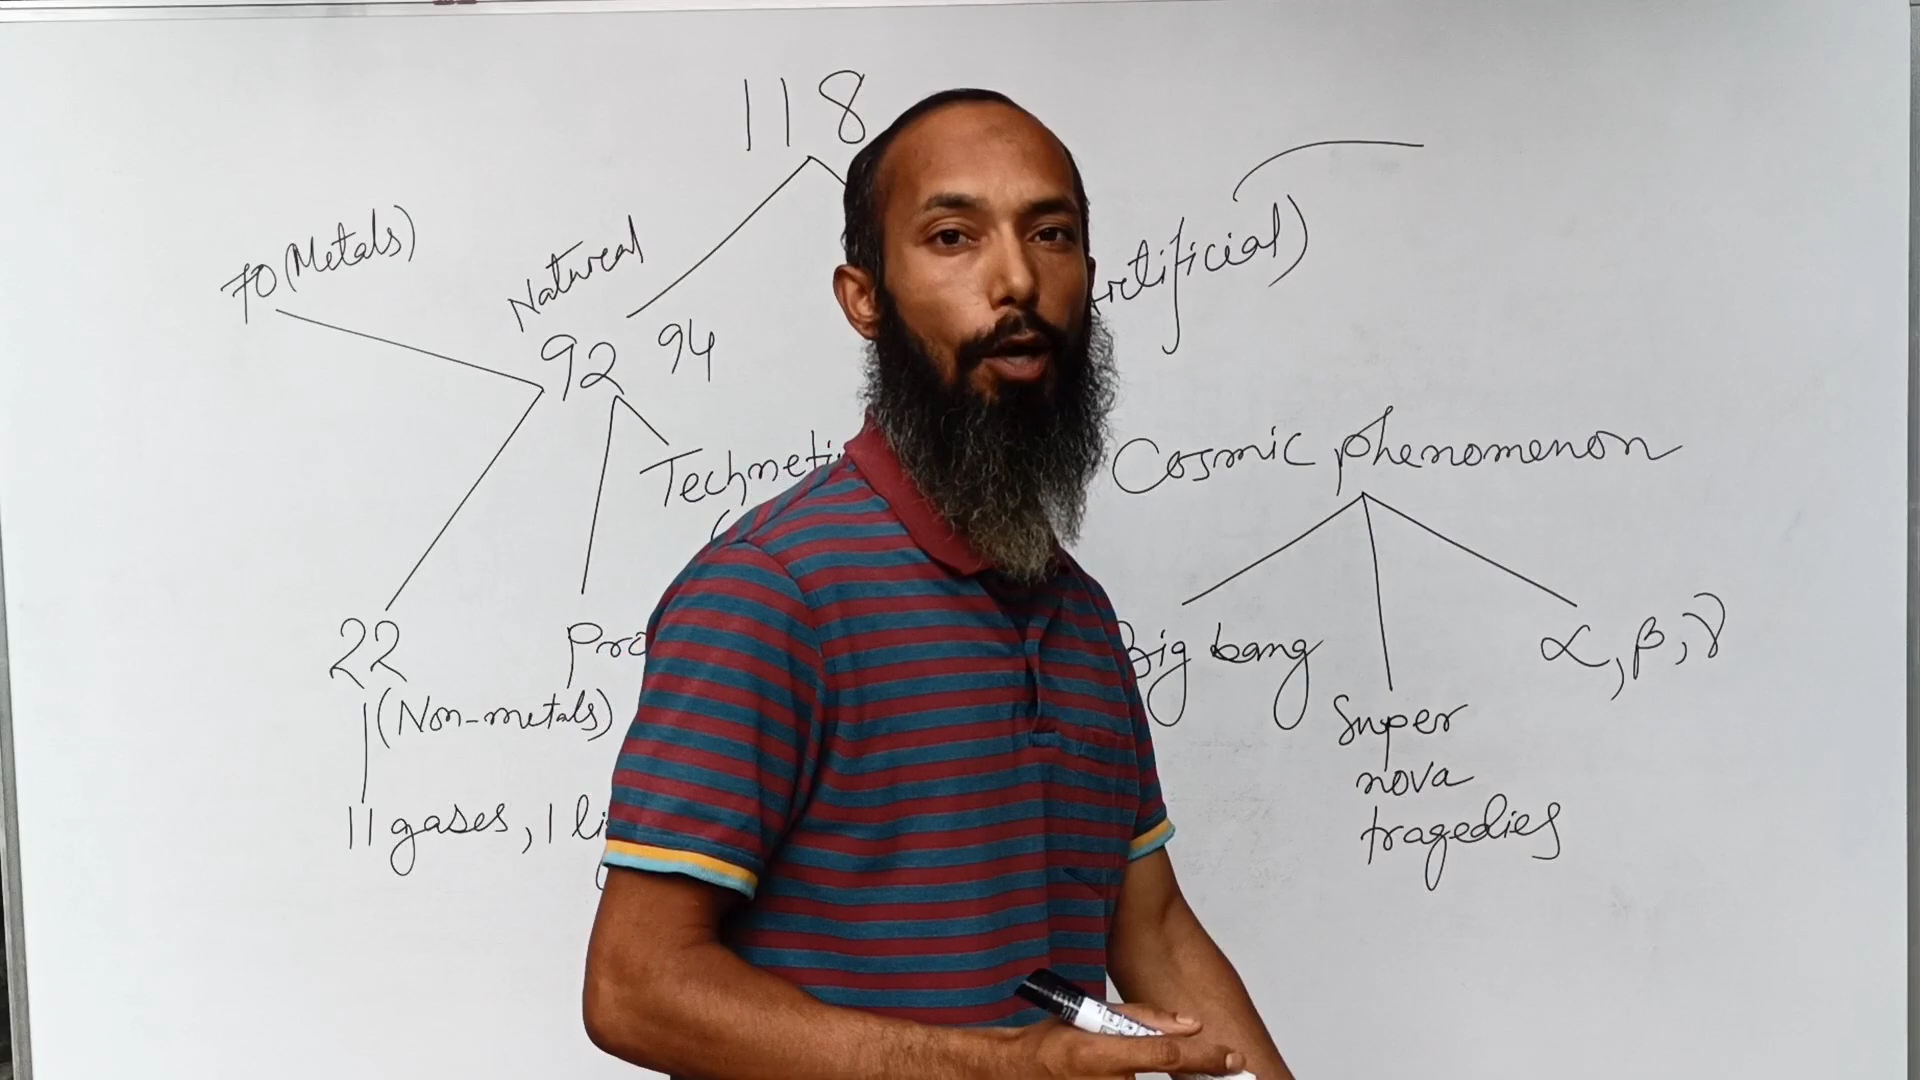 118
70 (Metals)
Natural
(Artificial)
92 94
Techneti
Cosmic phenomenon
22
Pro
Big bang
α, β, γ
(Non-metals)
Super
nova
tragedies
11 gases, 1 li